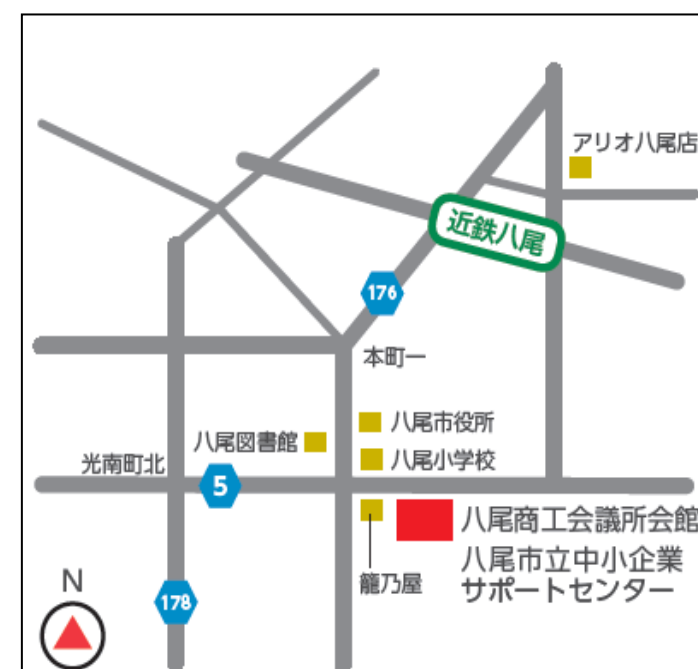 アリオ八尾店
近鉄八尾
176
本町一
八尾市役所
八尾図書館
八尾小学校
光南町北
5
八尾商工会議所会館
八尾市立中小企業
サポートセンター
籠乃屋
178
N